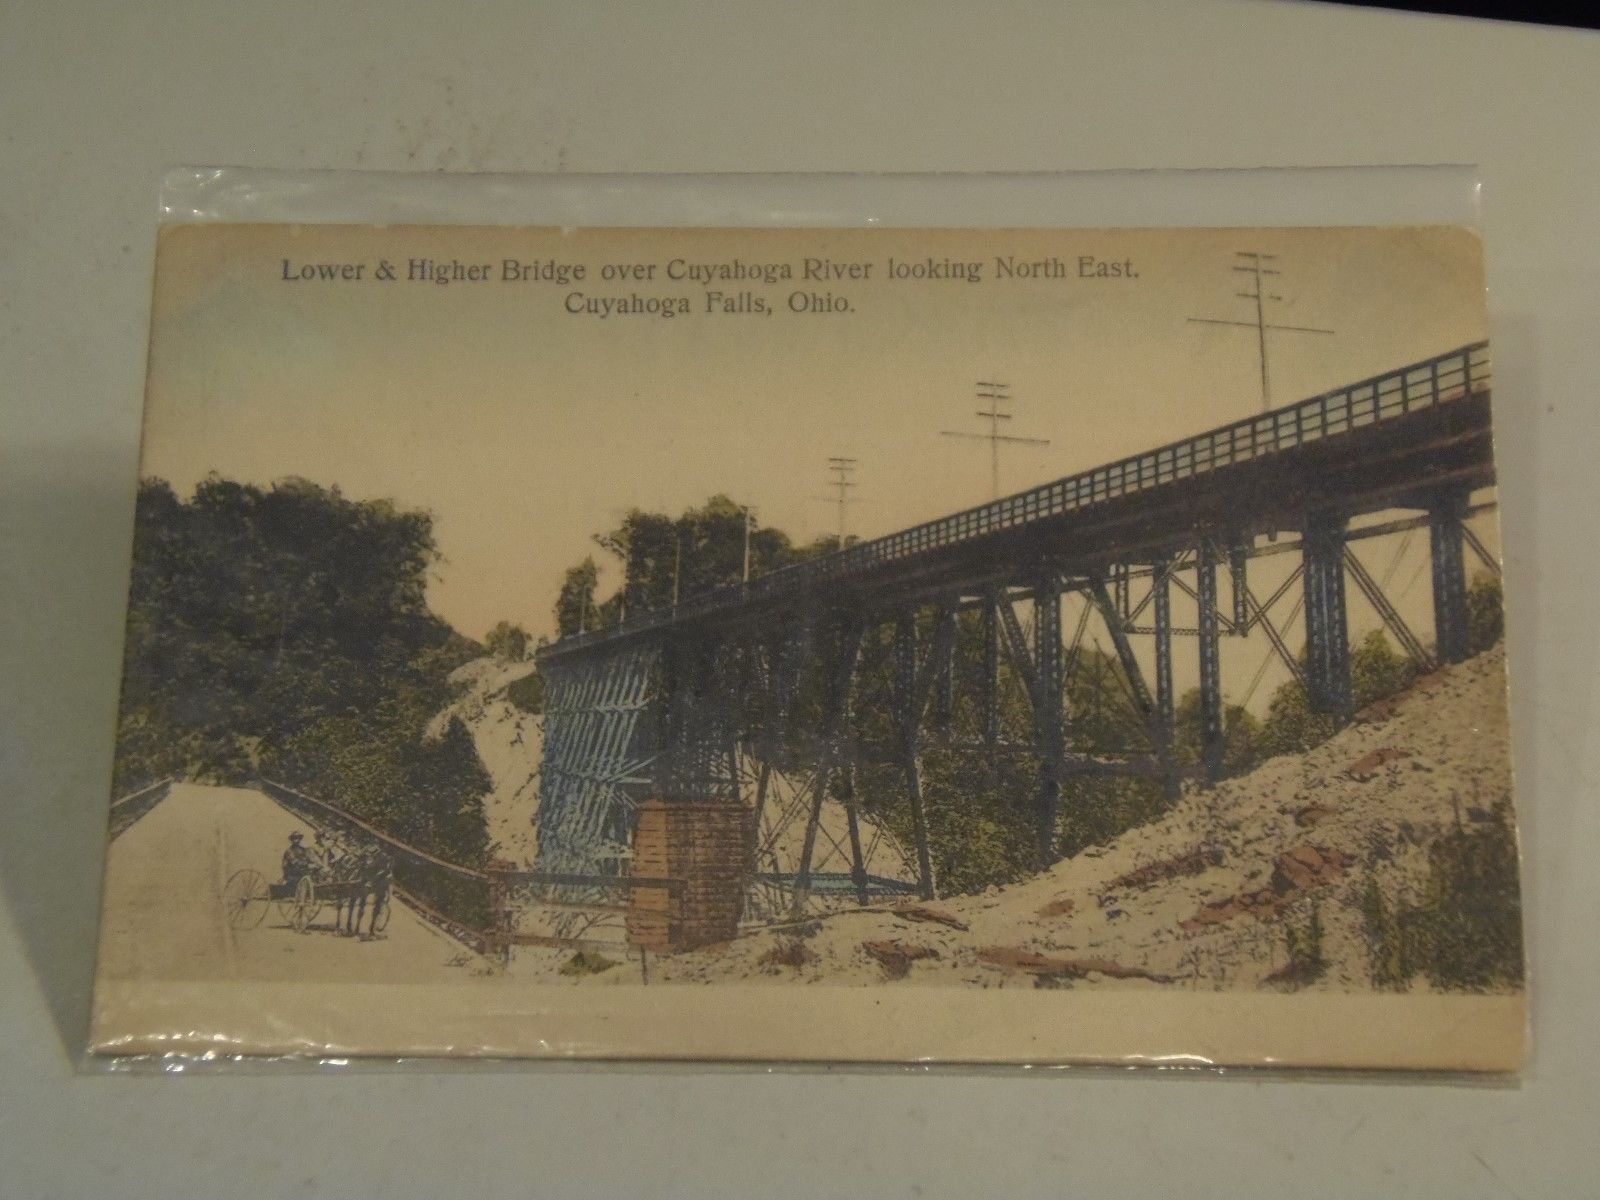 Lower & Higher Bridge over Cuyahoga River looking North East.
Cuyahoga Falls, Ohio.